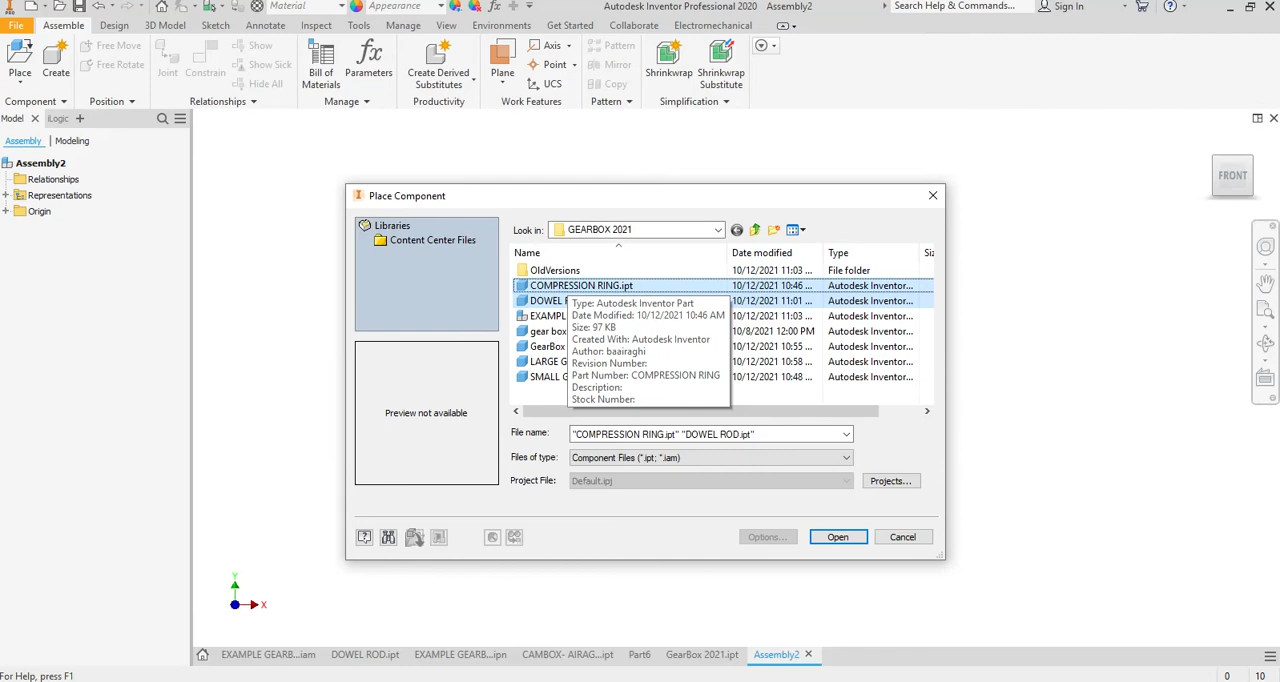 Material Appearance Autodesk Inventor Professional 2020 Assembly2 Search Help & Commands... Sign In
File Assemble Design 3D Model Sketch Annotate Inspect Tools Manage View Environments Get Started Collaborate Electromechanical
Place Create Free Move Free Rotate Joint Constrain Show Show Sick Hide All Bill of Materials Parameters Create Derived Substitutes Plane Axis Point UCS Pattern Mirror Copy Shrinkwrap Shrinkwrap Substitute
Component Position Relationships Manage Productivity Work Features Pattern Simplification
Model iLogic
Assembly Modeling
Assembly2
Relationships
Representations
Origin
FRONT
Place Component
Libraries
Content Center Files
Look in: GEARBOX 2021
Name Date modified Type Siz
OldVersions 10/12/2021 11:03 ... File folder
COMPRESSION RING.ipt 10/12/2021 10:46 ... Autodesk Inventor...
DOWEL 10/12/2021 11:01 ... Autodesk Inventor...
EXAMPL 10/12/2021 11:03 ... Autodesk Inventor...
gear box 10/8/2021 12:00 PM Autodesk Inventor...
GearBox 10/12/2021 10:56 ... Autodesk Inventor...
LARGE G 10/12/2021 10:58 ... Autodesk Inventor...
SMALL G 10/12/2021 10:48 ... Autodesk Inventor...
Type: Autodesk Inventor Part
Date Modified: 10/12/2021 10:46 AM
Size: 97 KB
Created With: Autodesk Inventor
Author: baairaghi
Revision Number:
Part Number: COMPRESSION RING
Description:
Stock Number:
Preview not available
File name: "COMPRESSION RING.ipt" "DOWEL ROD.ipt"
Files of type: Component Files (*.ipt; *.iam)
Project File: Default.ipj Projects...
Options... Open Cancel
Y
X
EXAMPLE GEARB...iam DOWEL ROD.ipt EXAMPLE GEARB...ipn CAMBOX- AIRAG...ipt Part6 GearBox 2021.ipt Assembly2
For Help, press F1 0 10